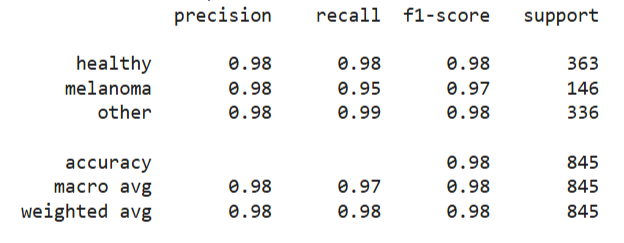 precision recall f1-score support
healthy 0.98 0.98 0.98 363
melanoma 0.98 0.95 0.97 146
other 0.98 0.99 0.98 336
accuracy 0.98 845
macro avg 0.98 0.97 0.98 845
weighted avg 0.98 0.98 0.98 845